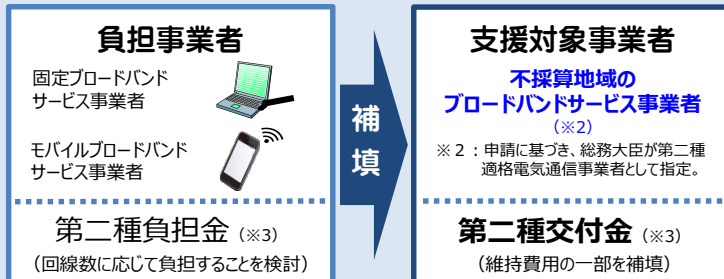 負担事業者
固定ブロードバンド
サービス事業者
モバイルブロードバンド
サービス事業者
第二種負担金（※3）
（回線数に応じて負担することを検討）
補
填
支援対象事業者
不採算地域の
ブロードバンドサービス事業者
（※2）
※２：申請に基づき、総務大臣が第二種
適格電気通信事業者として指定。
第二種交付金（※3）
（維持費用の一部を補填）